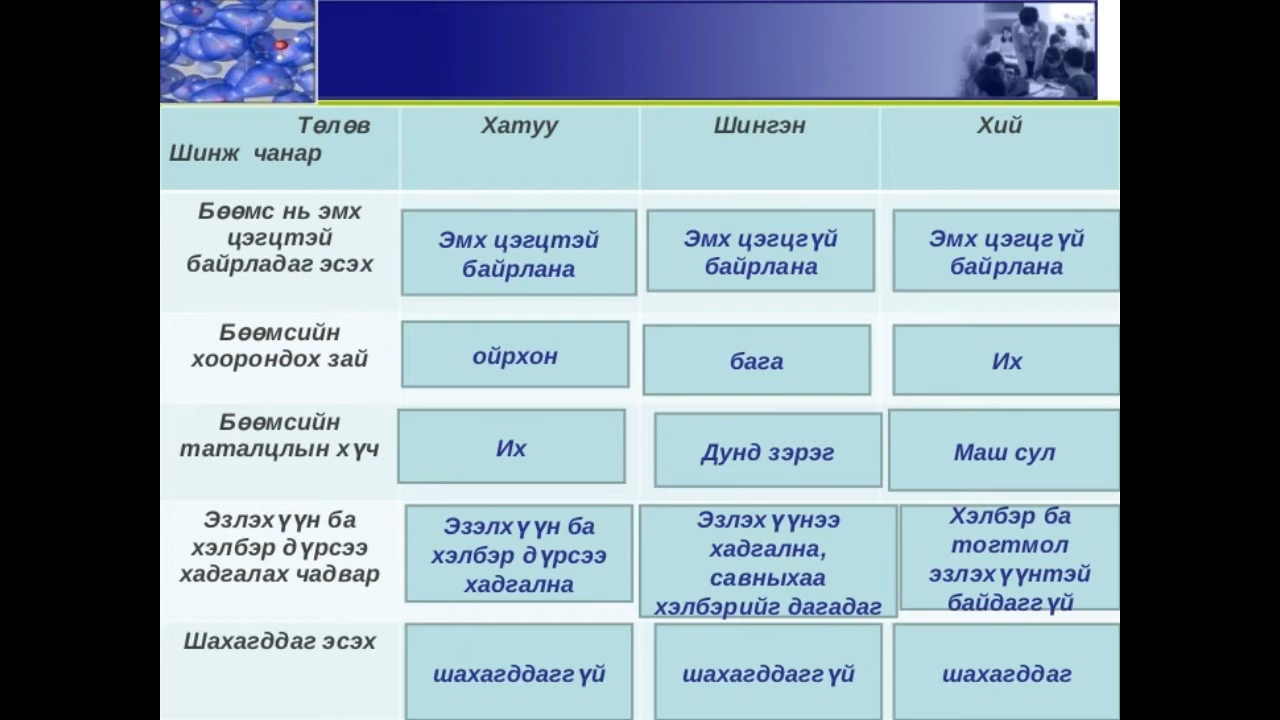 Төлөв
Шинж чанар
Хатуу
Шингэн
Хий
Бөөмс нь эмх
цэгцтэй
байрладаг эсэх
Эмх цэгцтэй
байрлана
Эмх цэгцгүй
байрлана
Эмх цэгцгүй
байрлана
Бөөмсийн
хоорондох зай
ойрхон
бага
Их
Бөөмсийн
таталцлын хүч
Их
Дунд зэрэг
Маш сул
Эзлэхүүн ба
хэлбэр дүрсээ
хадгалах чадвар
Эзэлхүүн ба
хэлбэр дүрсээ
хадгална
Эзлэхүүнээ
хадгална,
савныхаа
хэлбэрийг дагадаг
Хэлбэр ба
тогтмол
эзлэхүүнтэй
байдаггүй
Шахагддаг эсэх
шахагддаггүй
шахагддаггүй
шахагддаг